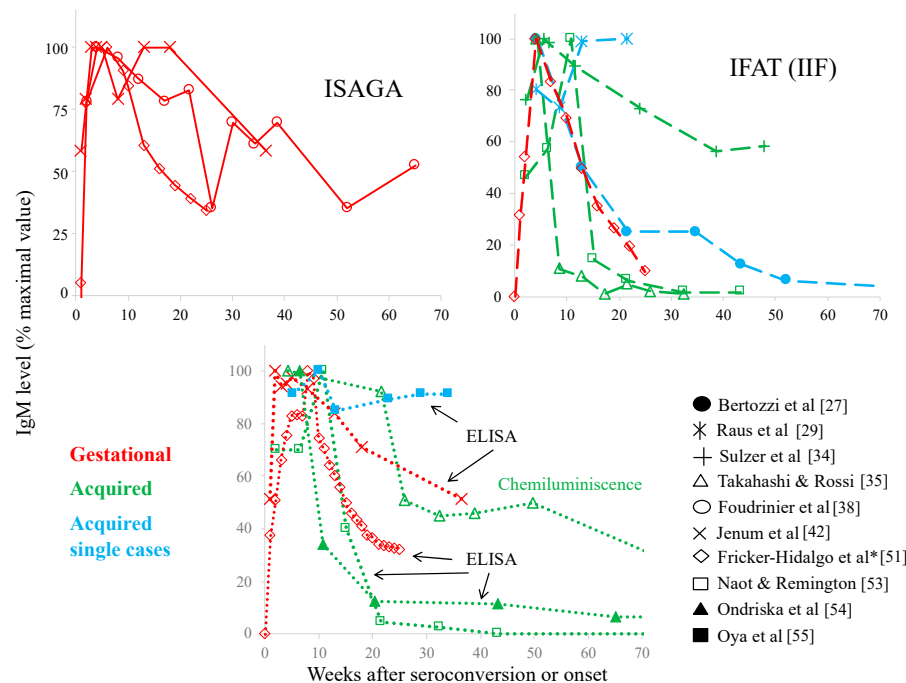 ISAGA
100
75
50
25
0
0 10 20 30 40 50 60 70
IFAT (IIF)
100
80
60
40
20
0
0 20 40 60
IgM level (% maximal value)
100
80
60
40
20
0
0 10 20 30 40 50 60 70
ELISA
Chemiluminiscence
ELISA
ELISA
Gestational
Acquired
Acquired
single cases
Weeks after seroconversion or onset
Bertozzi et al [27]
Raus et al [29]
Sulzer et al [34]
Takahashi & Rossi [35]
Foudrinier et al [38]
Jenum et al [42]
Fricker-Hidalgo et al* [51]
Naot & Remington [53]
Ondriska et al [54]
Oya et al [55]